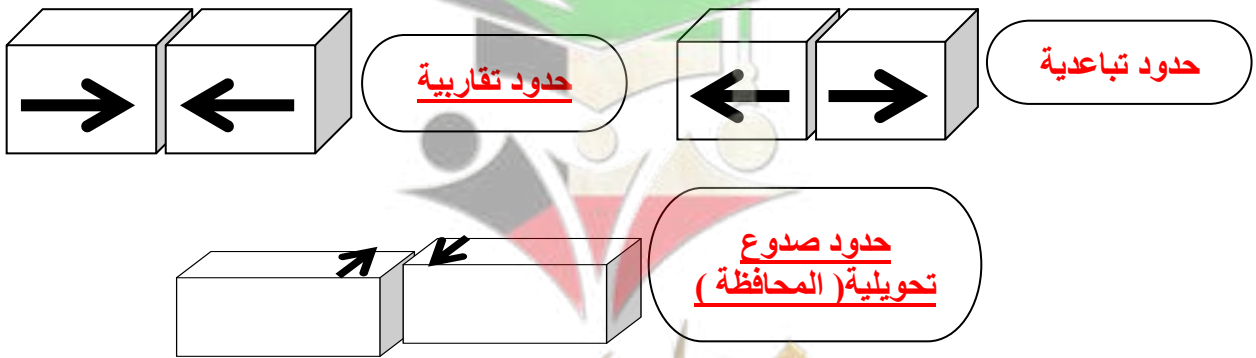 حدود تباعدية
حدود تقاربية
حدود صدوع
تحويلية( المحافظة )